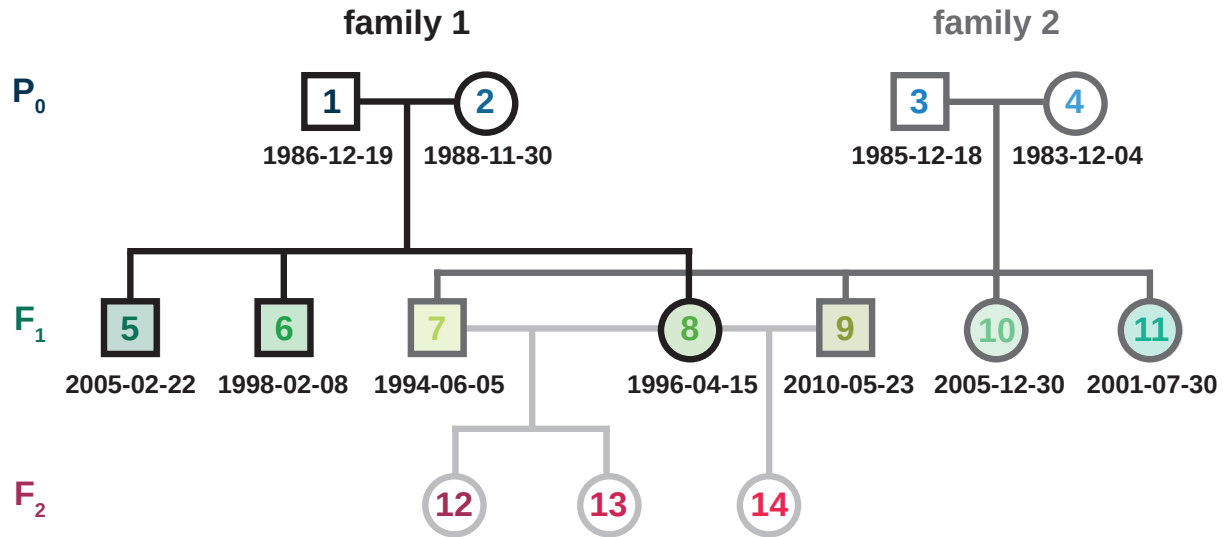 family 1 family 2
P0 1 2 3 4
1986-12-19 1988-11-30 1985-12-18 1983-12-04
F1 5 6 7 8 9 10 11
2005-02-22 1998-02-08 1994-06-05 1996-04-15 2010-05-23 2005-12-30 2001-07-30
F2 12 13 14